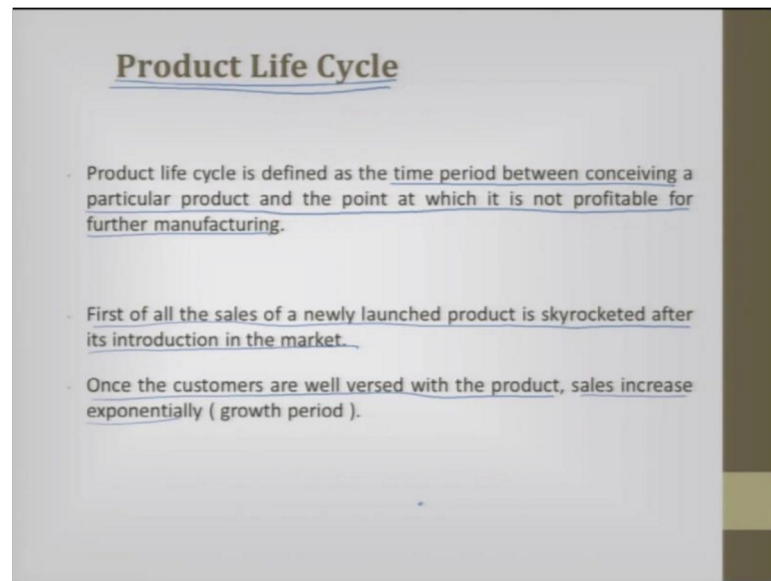 Product Life Cycle
Product life cycle is defined as the time period between conceiving a
particular product and the point at which it is not profitable for
further manufacturing.
First of all the sales of a newly launched product is skyrocketed after
its introduction in the market.
Once the customers are well versed with the product, sales increase
exponentially ( growth period ).